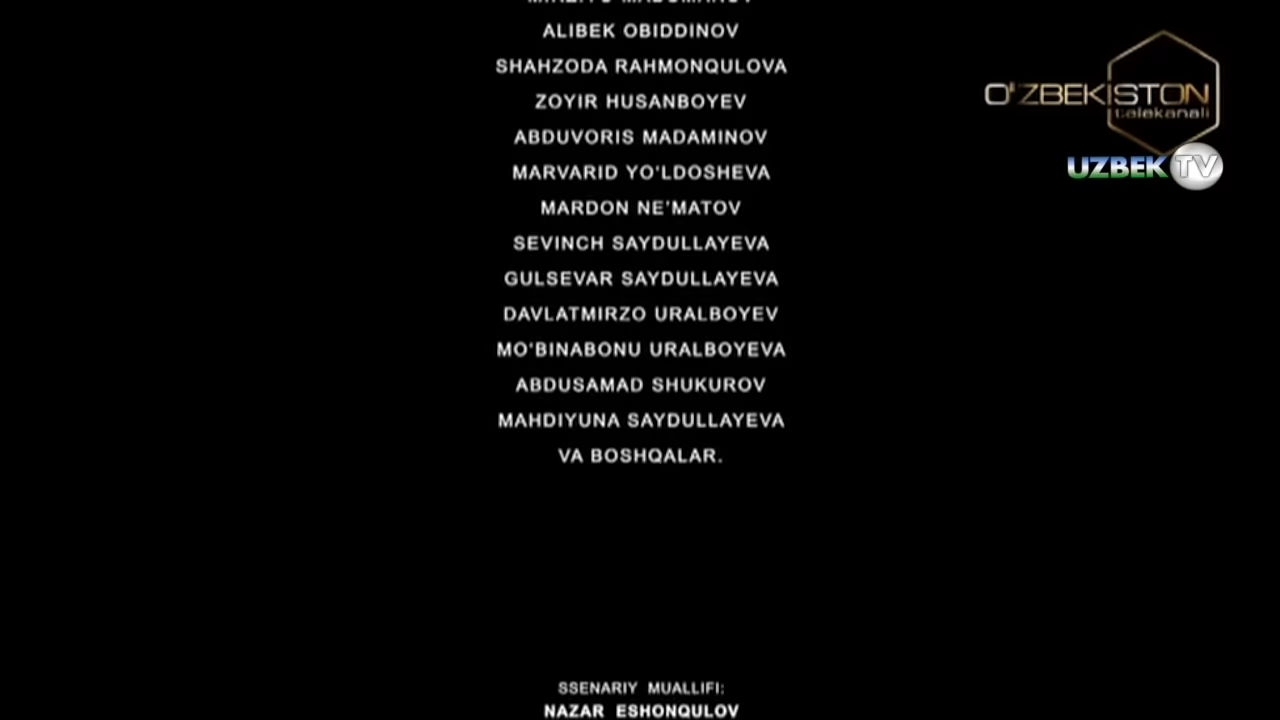 ALIBEK OBIDDINOV
SHAHZODA RAHMONQULOVA
ZOYIR HUSANBOYEV
ABDUVORIS MADAMINOV
MARVARID YO'LDOSHEVA
MARDON NE'MATOV
SEVINCH SAYDULLAYEVA
GULSEVAR SAYDULLAYEVA
DAVLATMIRZO URALBOYEV
MO'BINABONU URALBOYEVA
ABDUSAMAD SHUKUROV
MAHDIYUNA SAYDULLAYEVA
VA BOSHQALAR.
SSENARIY MUALLIFI:
NAZAR ESHONQULOV
O'ZBEKISTON
telekanali
UZBEK TV